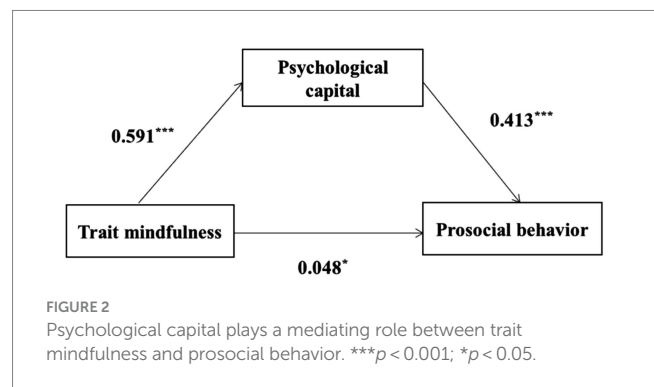 Psychological
capital
0.591***
0.413***
Trait mindfulness
Prosocial behavior
0.048*
FIGURE 2
Psychological capital plays a mediating role between trait
mindfulness and prosocial behavior. ***p < 0.001; *p < 0.05.